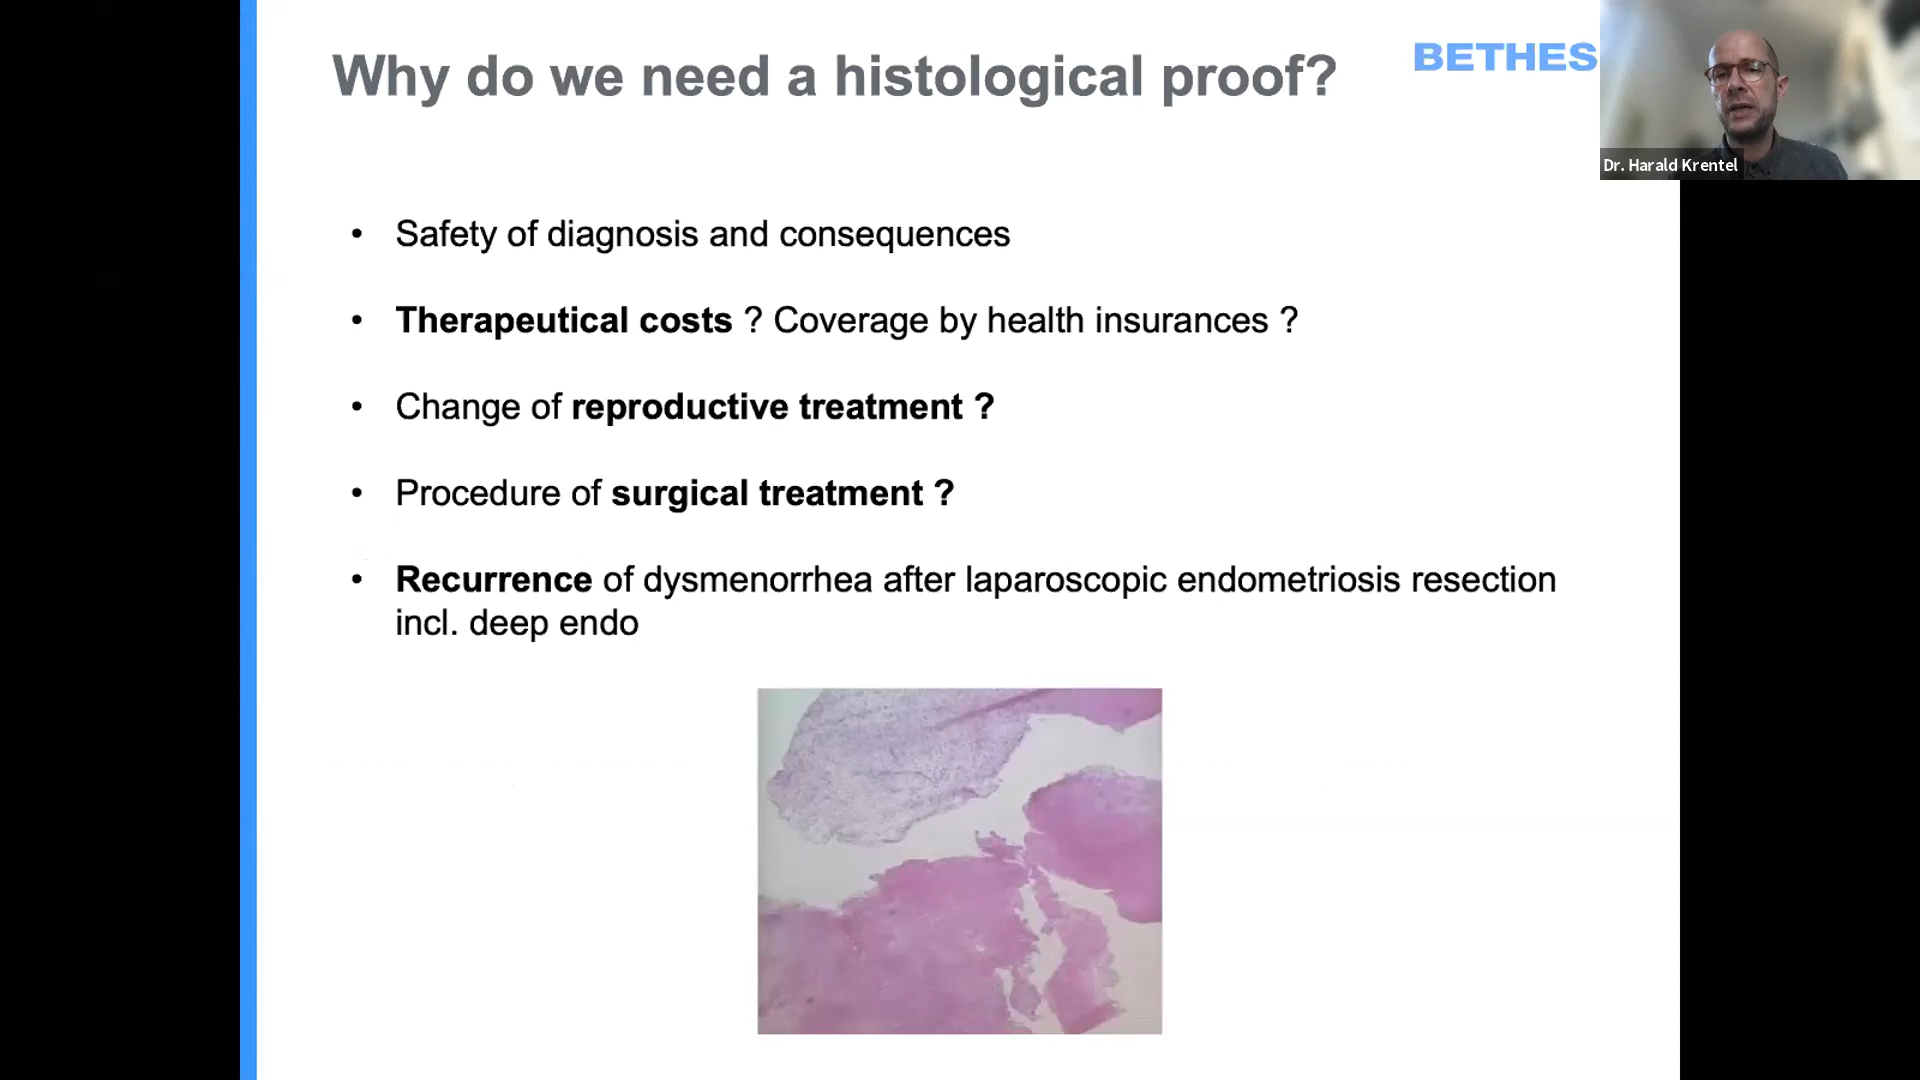 Why do we need a histological proof?
BETHES
Dr. Harald Krentel
• Safety of diagnosis and consequences
• Therapeutical costs ? Coverage by health insurances ?
• Change of reproductive treatment ?
• Procedure of surgical treatment ?
• Recurrence of dysmenorrhea after laparoscopic endometriosis resection
incl. deep endo